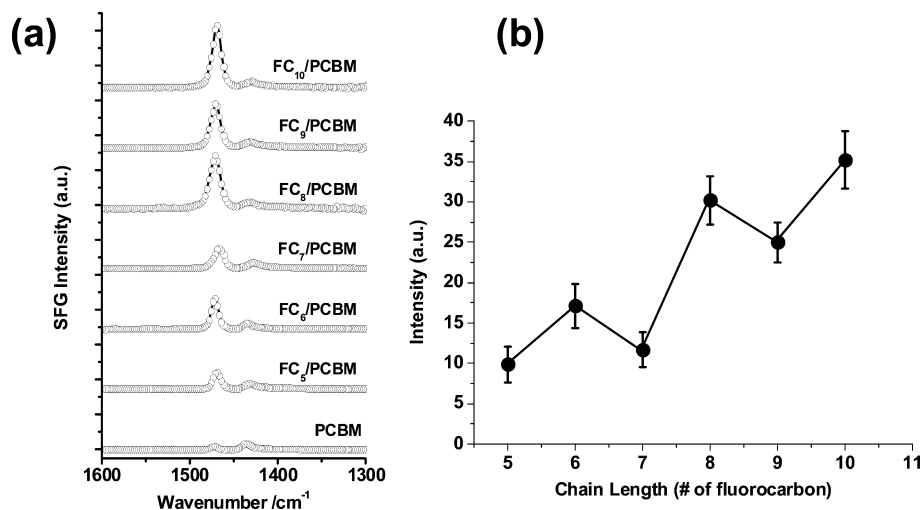 (a)
SFG Intensity (a.u.)
FC10/PCBM
FC9/PCBM
FC8/PCBM
FC7/PCBM
FC6/PCBM
FC5/PCBM
PCBM
1600 1500 1400 1300
Wavenumber /cm-1
(b)
Intensity (a.u.)
40
35
30
25
20
15
10
5
0
5 6 7 8 9 10 11
Chain Length (# of fluorocarbon)